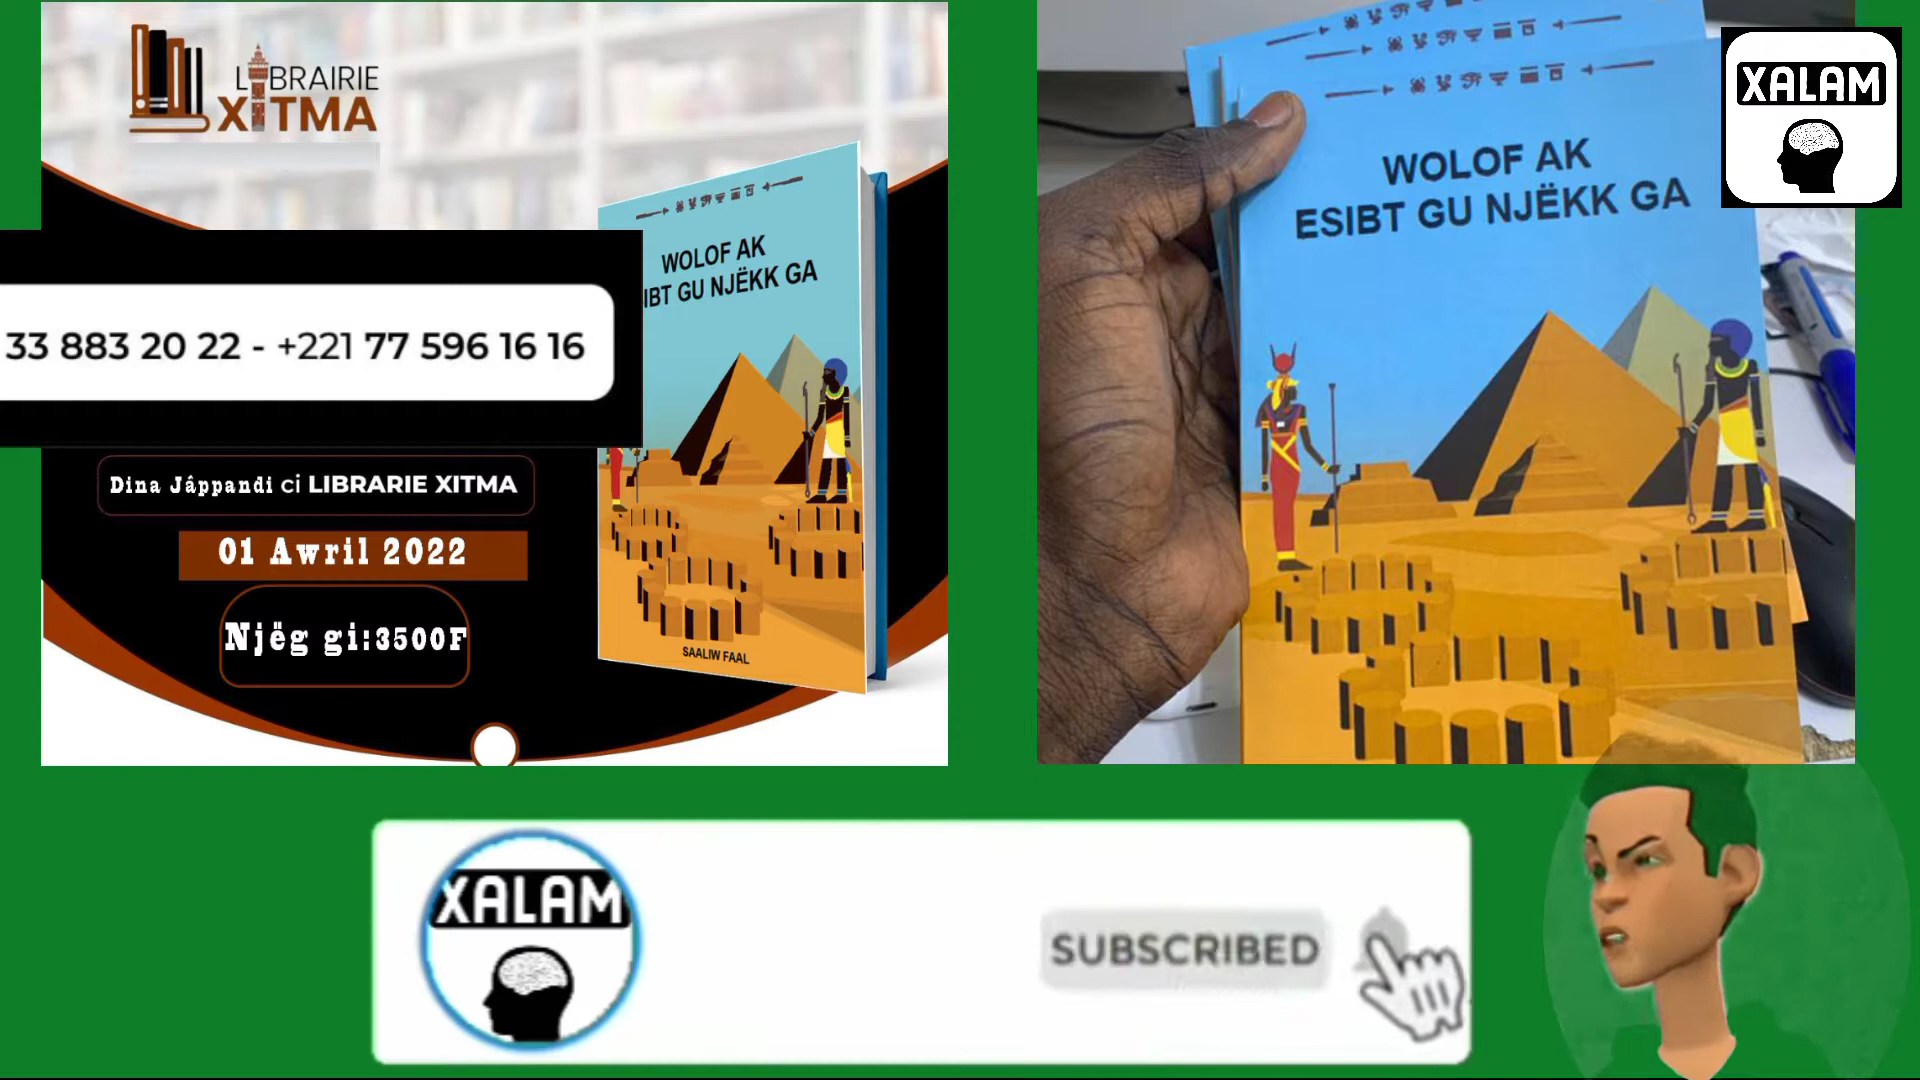 LIBRAIRIE
XITMA
WOLOF AK
IBT GU NJËKK GA
33 883 20 22 - +221 77 596 16 16
Dina Jâppandi ci LIBRARIE XITMA
01 Awril 2022
Njëg gi:3500F
SAALIW FAAL
WOLOF AK
ESIBT GU NJËKK GA
XALAM
XALAM
SUBSCRIBED